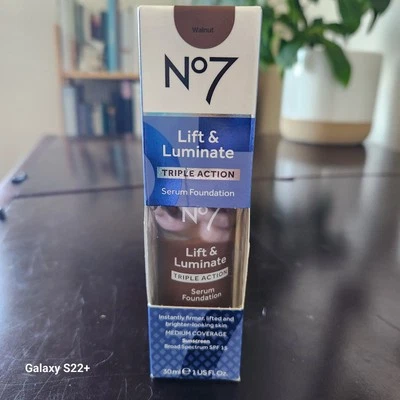 Walnut
No7
Lift &
Luminate
TRIPLE ACTION
Serum Foundation
No7
Lift &
Luminate
TRIPLE ACTION
Serum
Foundation
Instantly firmer, lifted and
brighter-looking skin
MEDIUM COVERAGE
Sunscreen
Broad Spectrum SPF 15
30ml ℮ 1 US Fl. Oz.
Galaxy S22+